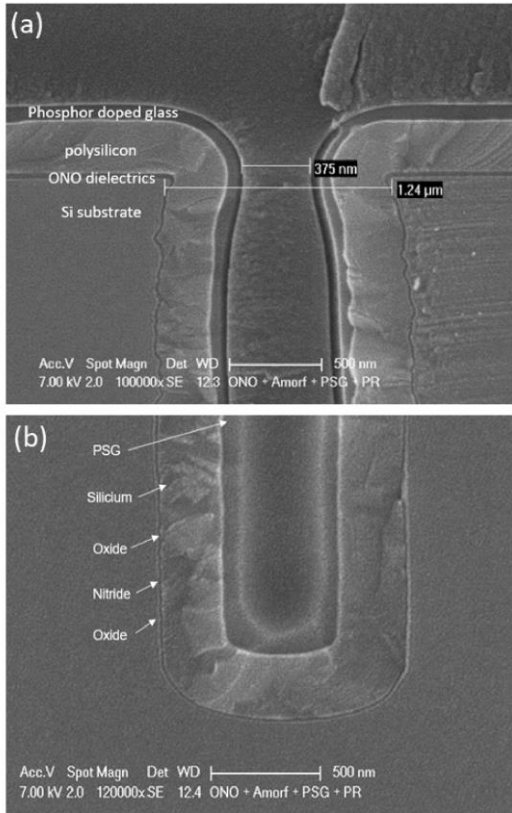 (a)
Phosphor doped glass
polysilicon
375 nm
ONO dielectrics
1.24 µm
Si substrate
Acc.V Spot Magn Det WD 500 nm
7.00 kV 2.0 100000x SE 12.3 ONO + Amorf + PSG + PR
(b)
PSG
Silicium
Oxide
Nitride
Oxide
Acc.V Spot Magn Det WD 500 nm
7.00 kV 2.0 120000x SE 12.4 ONO + Amorf + PSG + PR